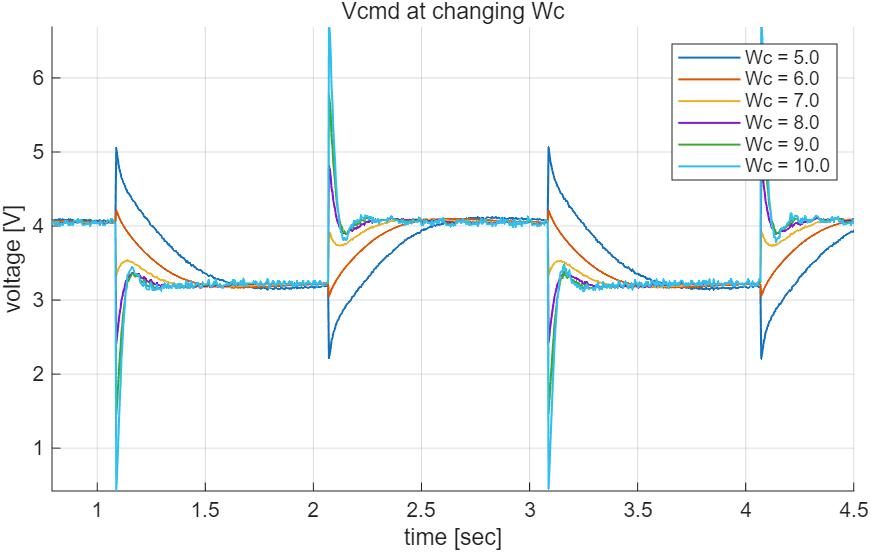 Vcmd at changing Wc
Wc = 5.0
Wc = 6.0
Wc = 7.0
Wc = 8.0
Wc = 9.0
Wc = 10.0
voltage [V]
6
5
4
3
2
1
1
1.5
2
2.5
3
3.5
4
4.5
time [sec]